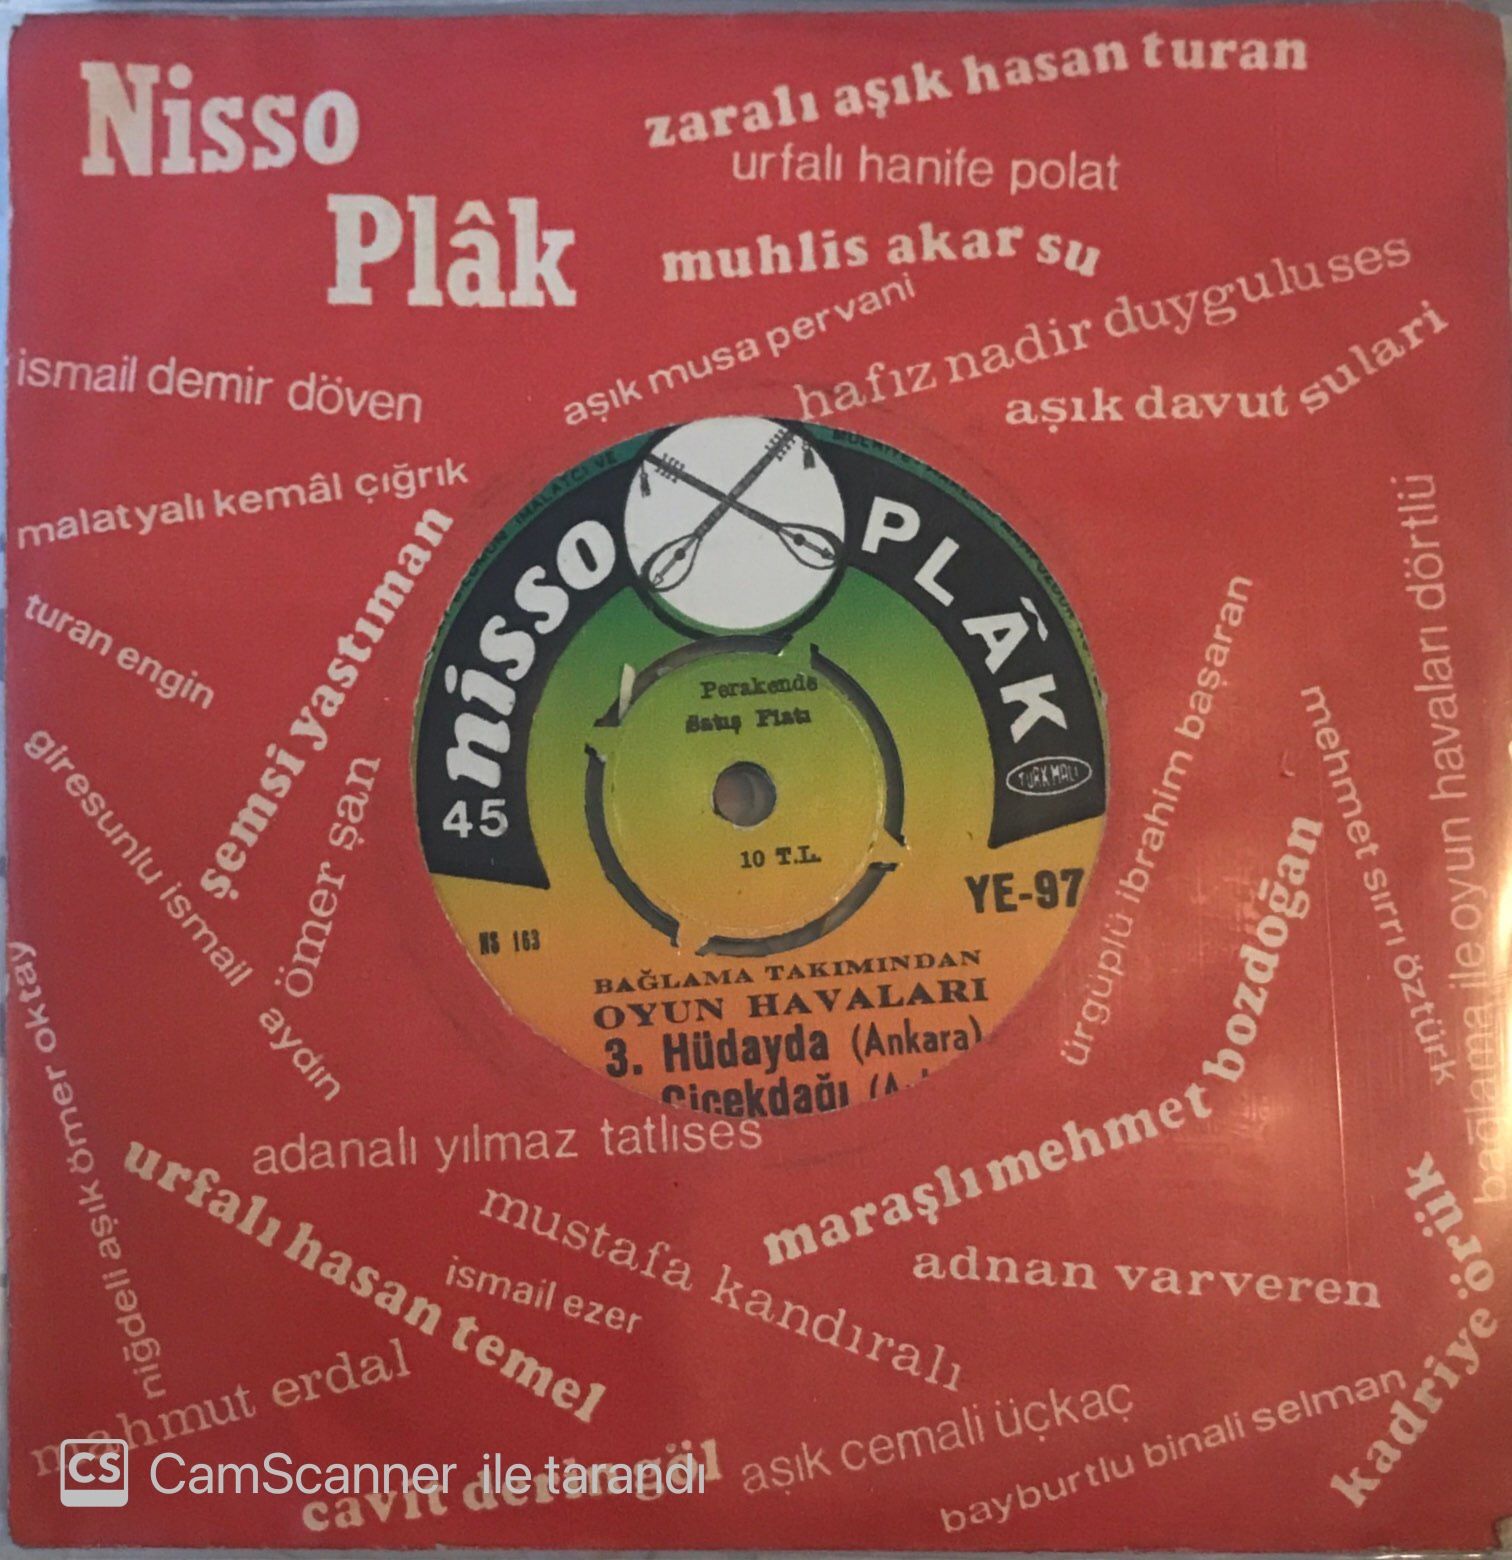 Nisso
Plâk
zaralı aşık hasan turan
urfalı hanife polat
muhlis akar su
aşık musa pervani
hafız nadir duyguluses
aşık davut sulari
ismail demir döven
malatyalı kemâl çığrık
turan engin
şemsi yastıman
giresunlu ismail
aydın
ömer şan
niğdeli aşık ömer oktay
nisso PLÂK
TÜRK MALI
45
Perakende
Satış Fiatı
10 T.L.
YE-97
NS 163
BAĞLAMA TAKIMINDAN
OYUN HAVALARI
3. Hüdayda (Ankara)
Çiçekdağı
ürgüplü ibrahim başaran
mehmet sırrı öztürk
bağlama ile oyun havaları dörtlü
maraşlı mehmet bozdoğan
adanalı yılmaz tatlıses
urfalı hasan temel
mustafa kandıralı
ismail ezer
adnan varveren
kadriye örük
mahmut erdal
cavit deringöl
aşık cemali üçkaç
bayburtlu binali selman
CS CamScanner ile tarandı